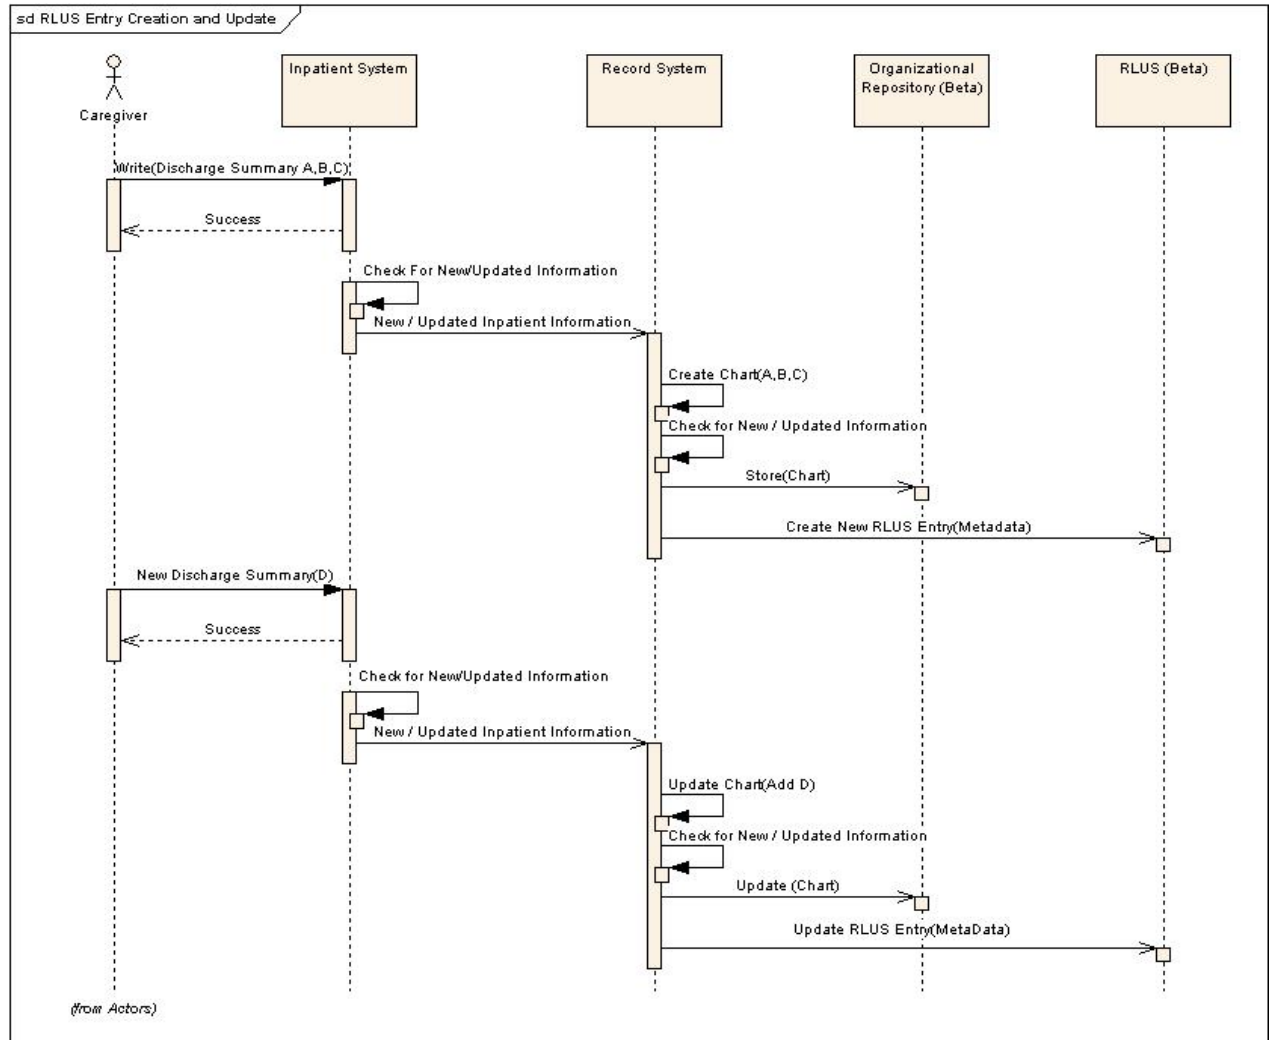 sd RLUS Entry Creation and Update
Caregiver
Inpatient System
Record System
Organizational
Repository (Beta)
RLUS (Beta)
Write(Discharge Summary A,B,C)
Success
Check For New/Updated Information
New / Updated Inpatient Information
Create Chart(A,B,C)
Check for New / Updated Information
Store(Chart)
Create New RLUS Entry(Metadata)
New Discharge Summary(D)
Success
Check for New/Updated Information
New / Updated Inpatient Information
Update Chart(Add D)
Check for New / Updated Information
Update (Chart)
Update RLUS Entry(MetaData)
(from Actors)